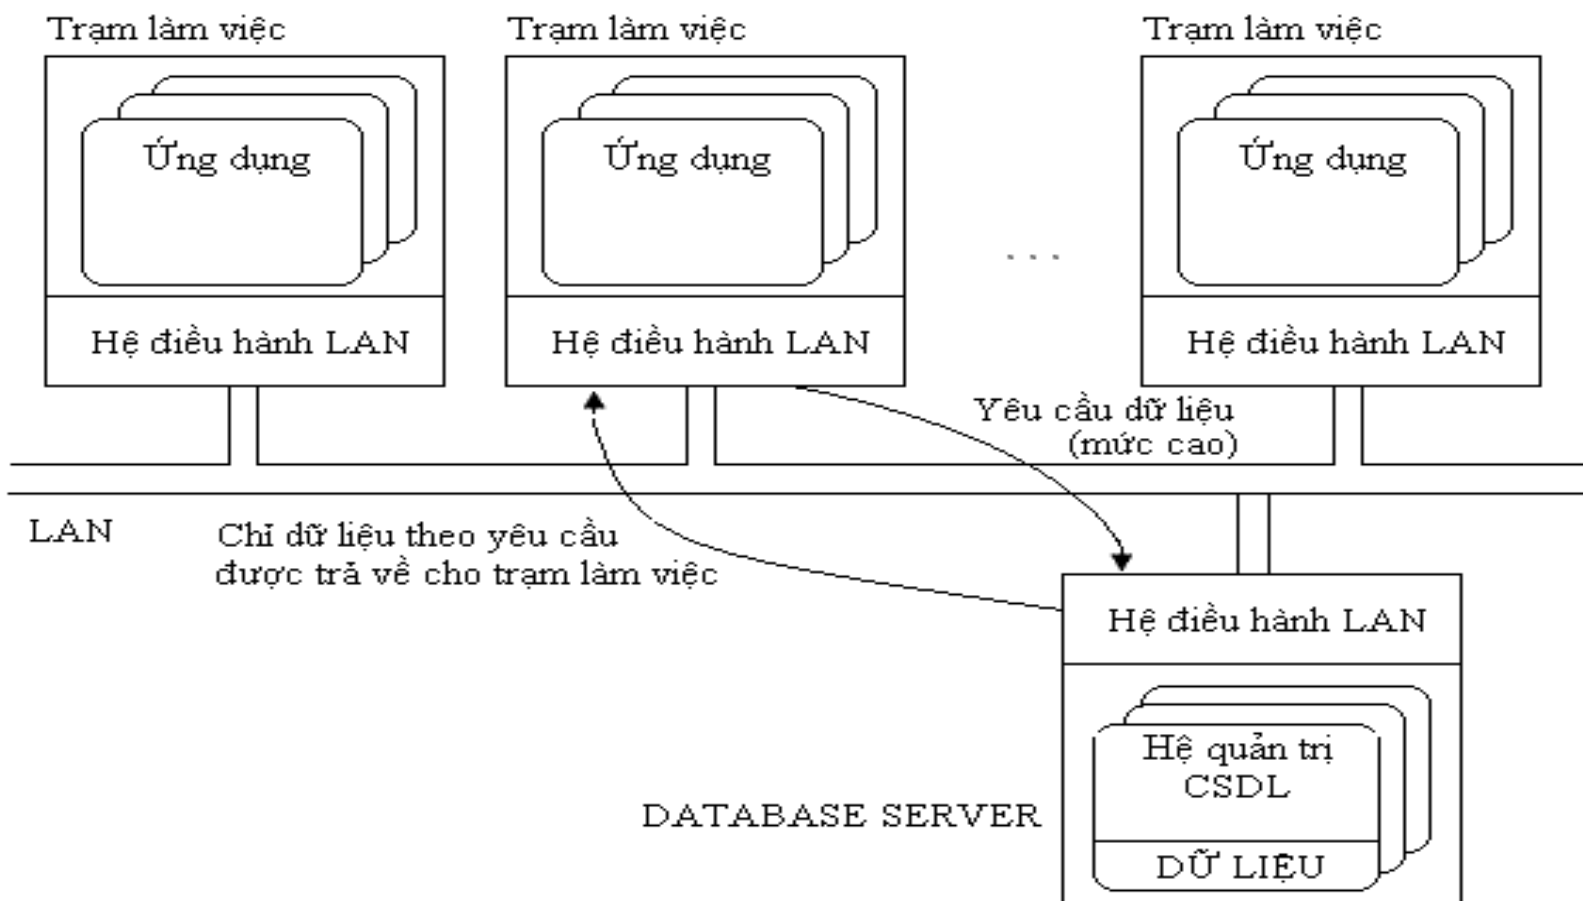 Trạm làm việc
Trạm làm việc
Trạm làm việc
Ứng dụng
Ứng dụng
Ứng dụng
. . .
Hệ điều hành LAN
Hệ điều hành LAN
Hệ điều hành LAN
Yêu cầu dữ liệu
(mức cao)
LAN
Chỉ dữ liệu theo yêu cầu
được trả về cho trạm làm việc
Hệ điều hành LAN
Hệ quản trị
CSDL
DATABASE SERVER
DỮ LIỆU